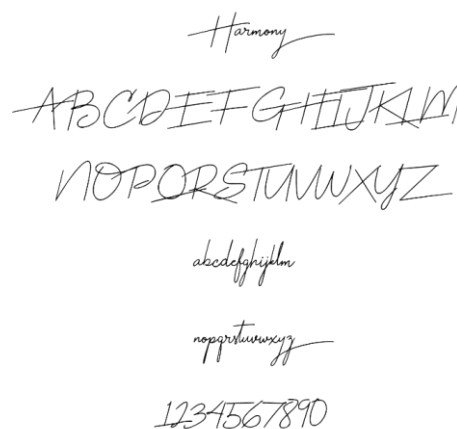 Harmony
ABCDEFGHIJKLM
NOPQRSTUVWXYZ
abcdefghijklm
nopqrstuvwxyz
1234567890